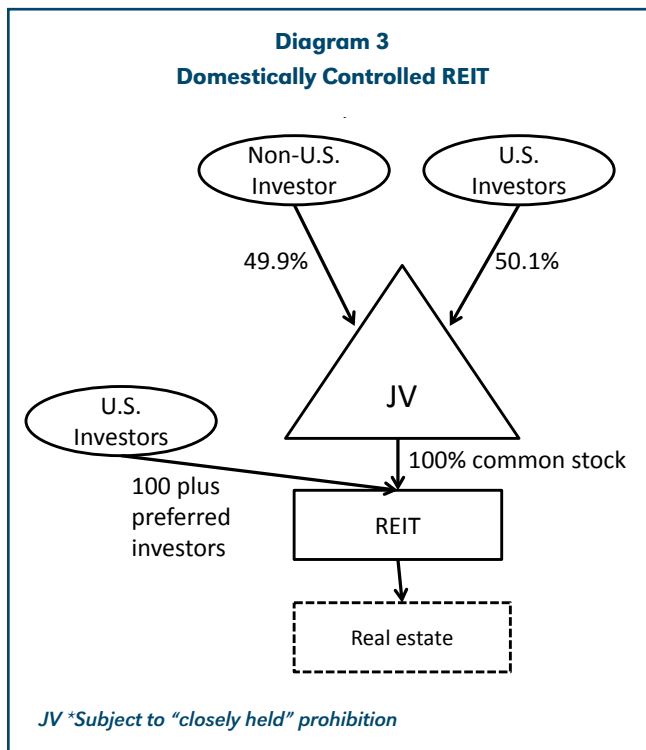 Diagram 3
Domestically Controlled REIT
Non-U.S.
Investor
U.S.
Investors
49.9%
50.1%
JV
U.S.
Investors
100% common stock
100 plus
preferred
investors
REIT
Real estate
JV *Subject to “closely held” prohibition